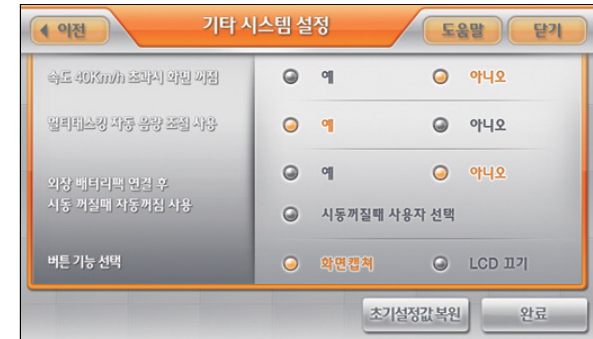 이전
기타 시스템 설정
도움말
닫기
속도 40Km/h 초과시 화면 꺼짐
예
아니오
멀티태스킹 자동 음량 조절 사용
예
아니오
외장 배터리팩 연결 후
시동 꺼질때 자동꺼짐 사용
예
아니오
시동꺼질때 사용자 선택
버튼 기능 선택
화면캡쳐
LCD 끄기
초기설정값 복원
완료